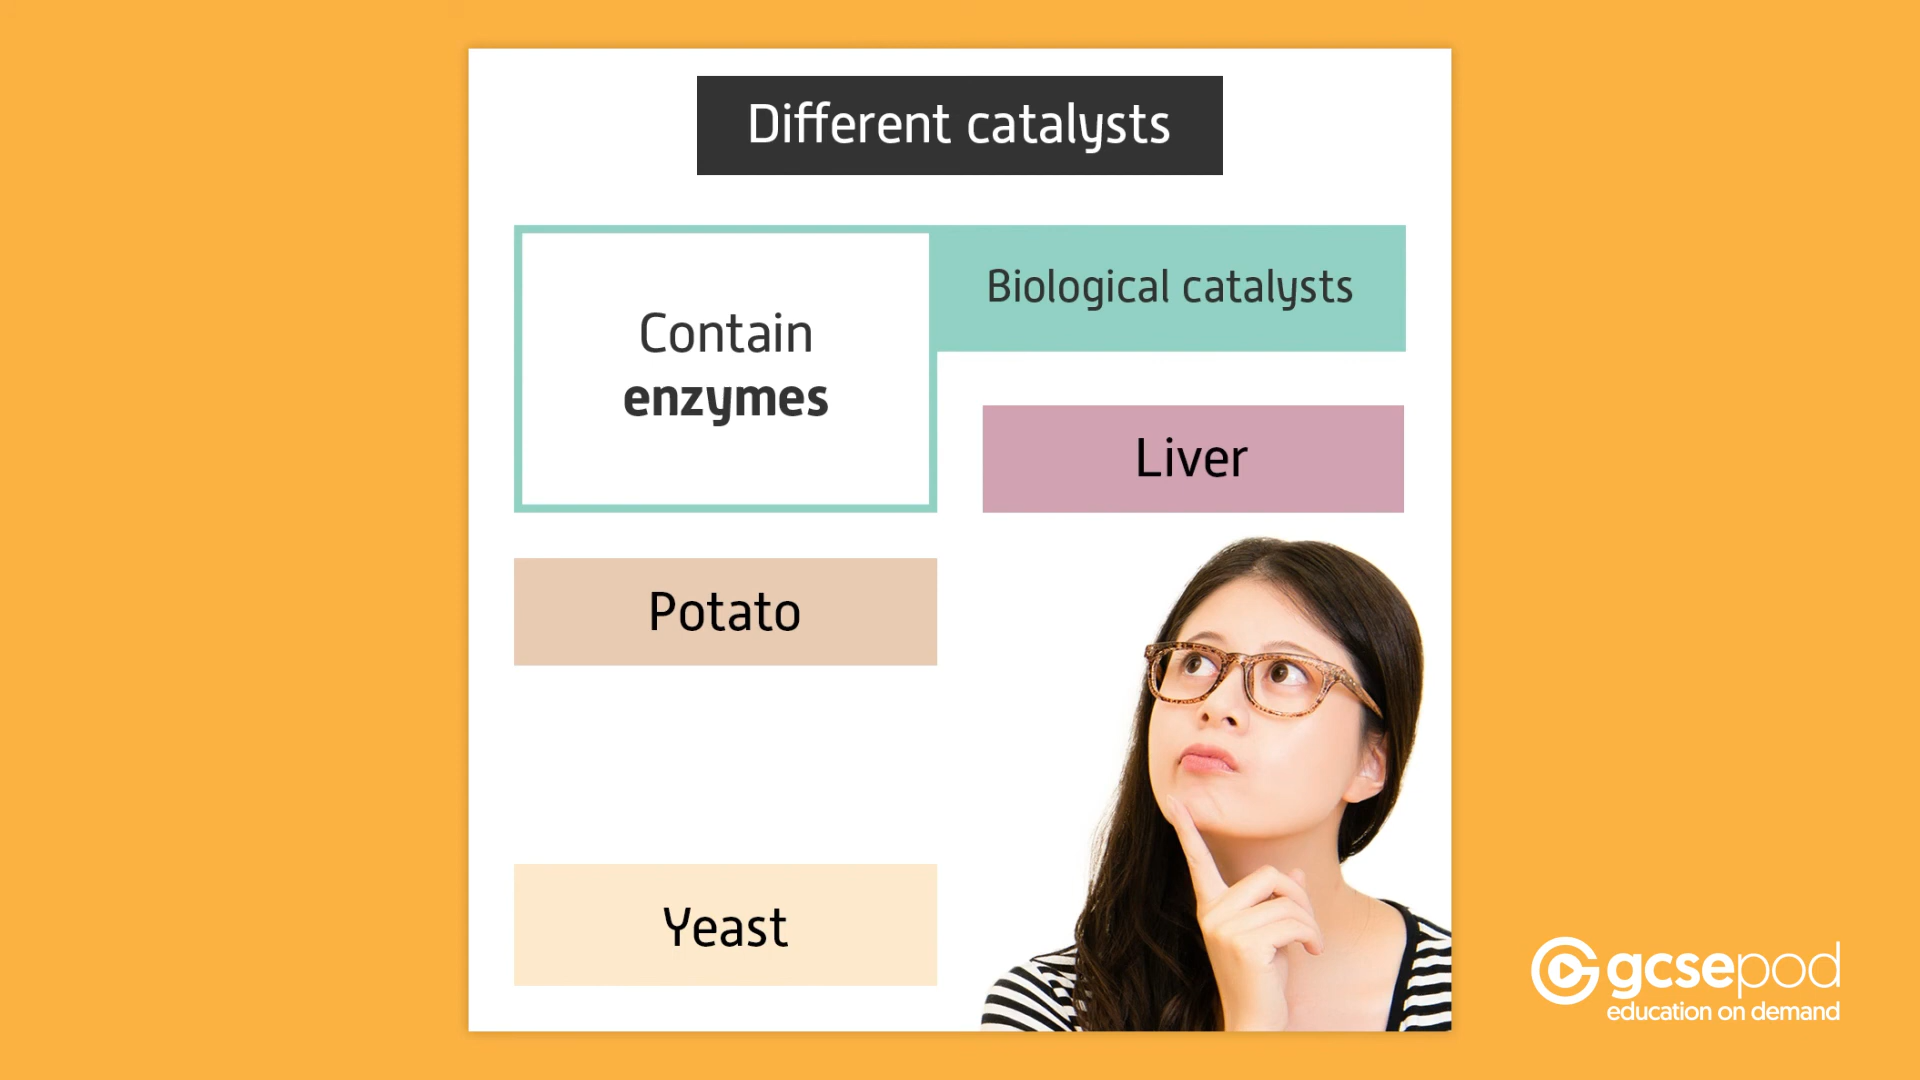 Different catalysts
Contain
enzymes
Biological catalysts
Liver
Potato
Yeast
gcsepod
education on demand